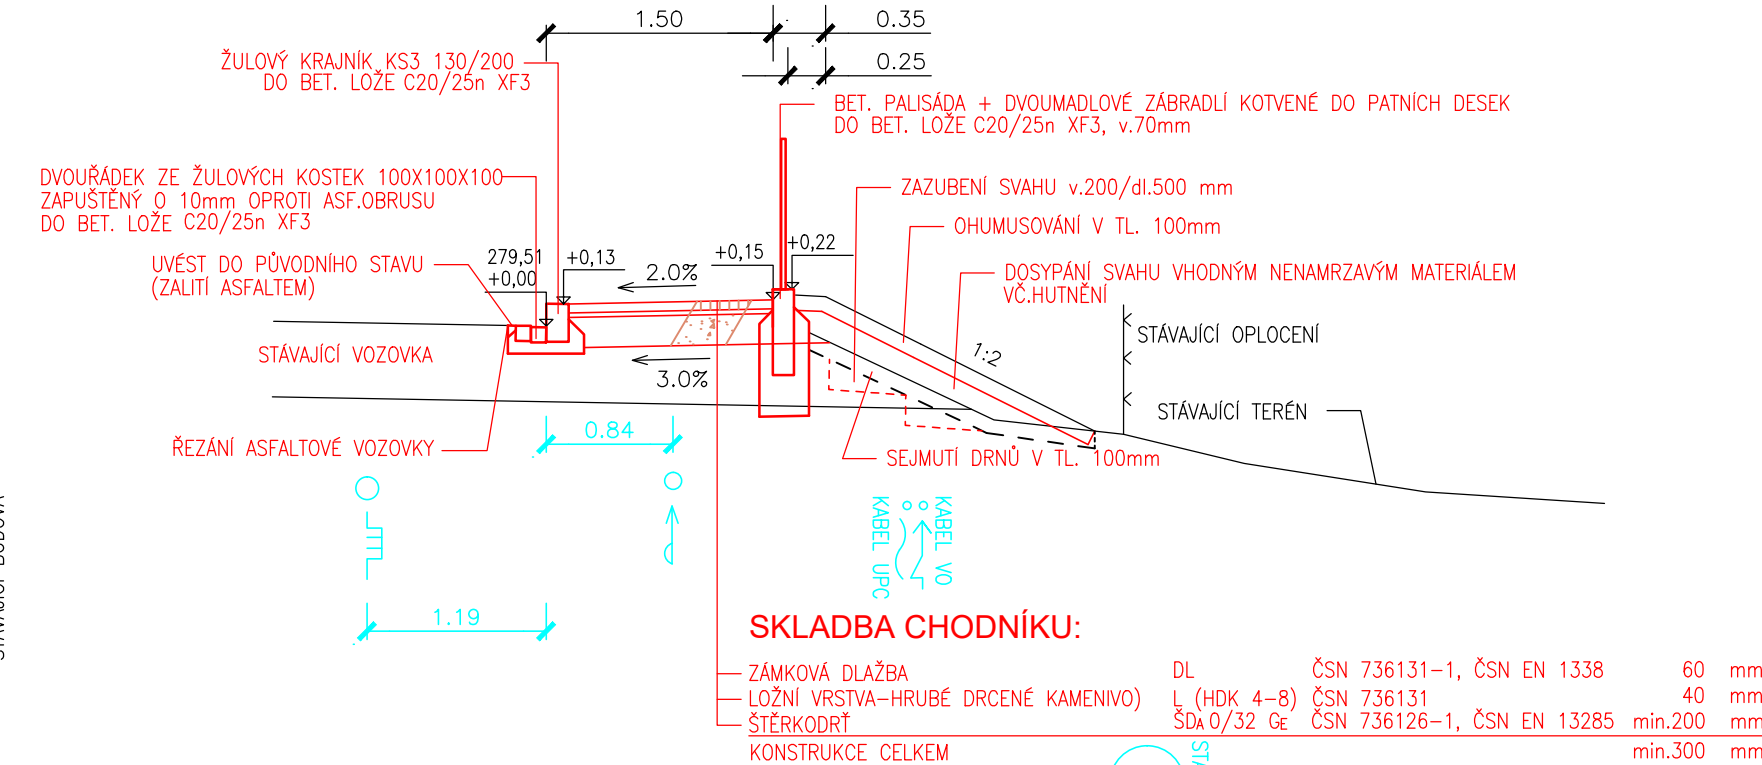 1.50
0.35
0.25
ŽULOVÝ KRAJNÍK KS3 130/200
DO BET. LOŽE C20/25n XF3
BET. PALISÁDA + DVOUMADLOVÉ ZÁBRADLÍ KOTVENÉ DO PATNÍCH DESEK
DO BET. LOŽE C20/25n XF3, v.70mm
DVOUŘÁDEK ZE ŽULOVÝCH KOSTEK 100X100X100
ZAPUŠTĚNÝ O 10mm OPROTI ASF.OBRUSU
DO BET. LOŽE C20/25n XF3
ZAZUBENÍ SVAHU v.200/dl.500 mm
OHUMUSOVÁNÍ V TL. 100mm
UVÉST DO PŮVODNÍHO STAVU
(ZALITÍ ASFALTEM)
279,51
+0,00
+0,13
2.0%
+0,15
+0,22
DOSYPÁNÍ SVAHU VHODNÝM NENAMRZAVÝM MATERIÁLEM
VČ.HUTNĚNÍ
STÁVAJÍCÍ VOZOVKA
3.0%
1:2
STÁVAJÍCÍ OPLOCENÍ
STÁVAJÍCÍ TERÉN
ŘEZÁNÍ ASFALTOVÉ VOZOVKY
0.84
SEJMUTÍ DRNŮ V TL. 100mm
KABEL UPC
KABEL VO
1.19
SKLADBA CHODNÍKU:
ZÁMKOVÁ DLAŽBA DL ČSN 736131-1, ČSN EN 1338 60 mm
LOŽNÍ VRSTVA-HRUBÉ DRCENÉ KAMENIVO) L (HDK 4-8) ČSN 736131 40 mm
ŠTĚRKODRŤ ŠDA 0/32 GE ČSN 736126-1, ČSN EN 13285 min.200 mm
KONSTRUKCE CELKEM min.300 mm